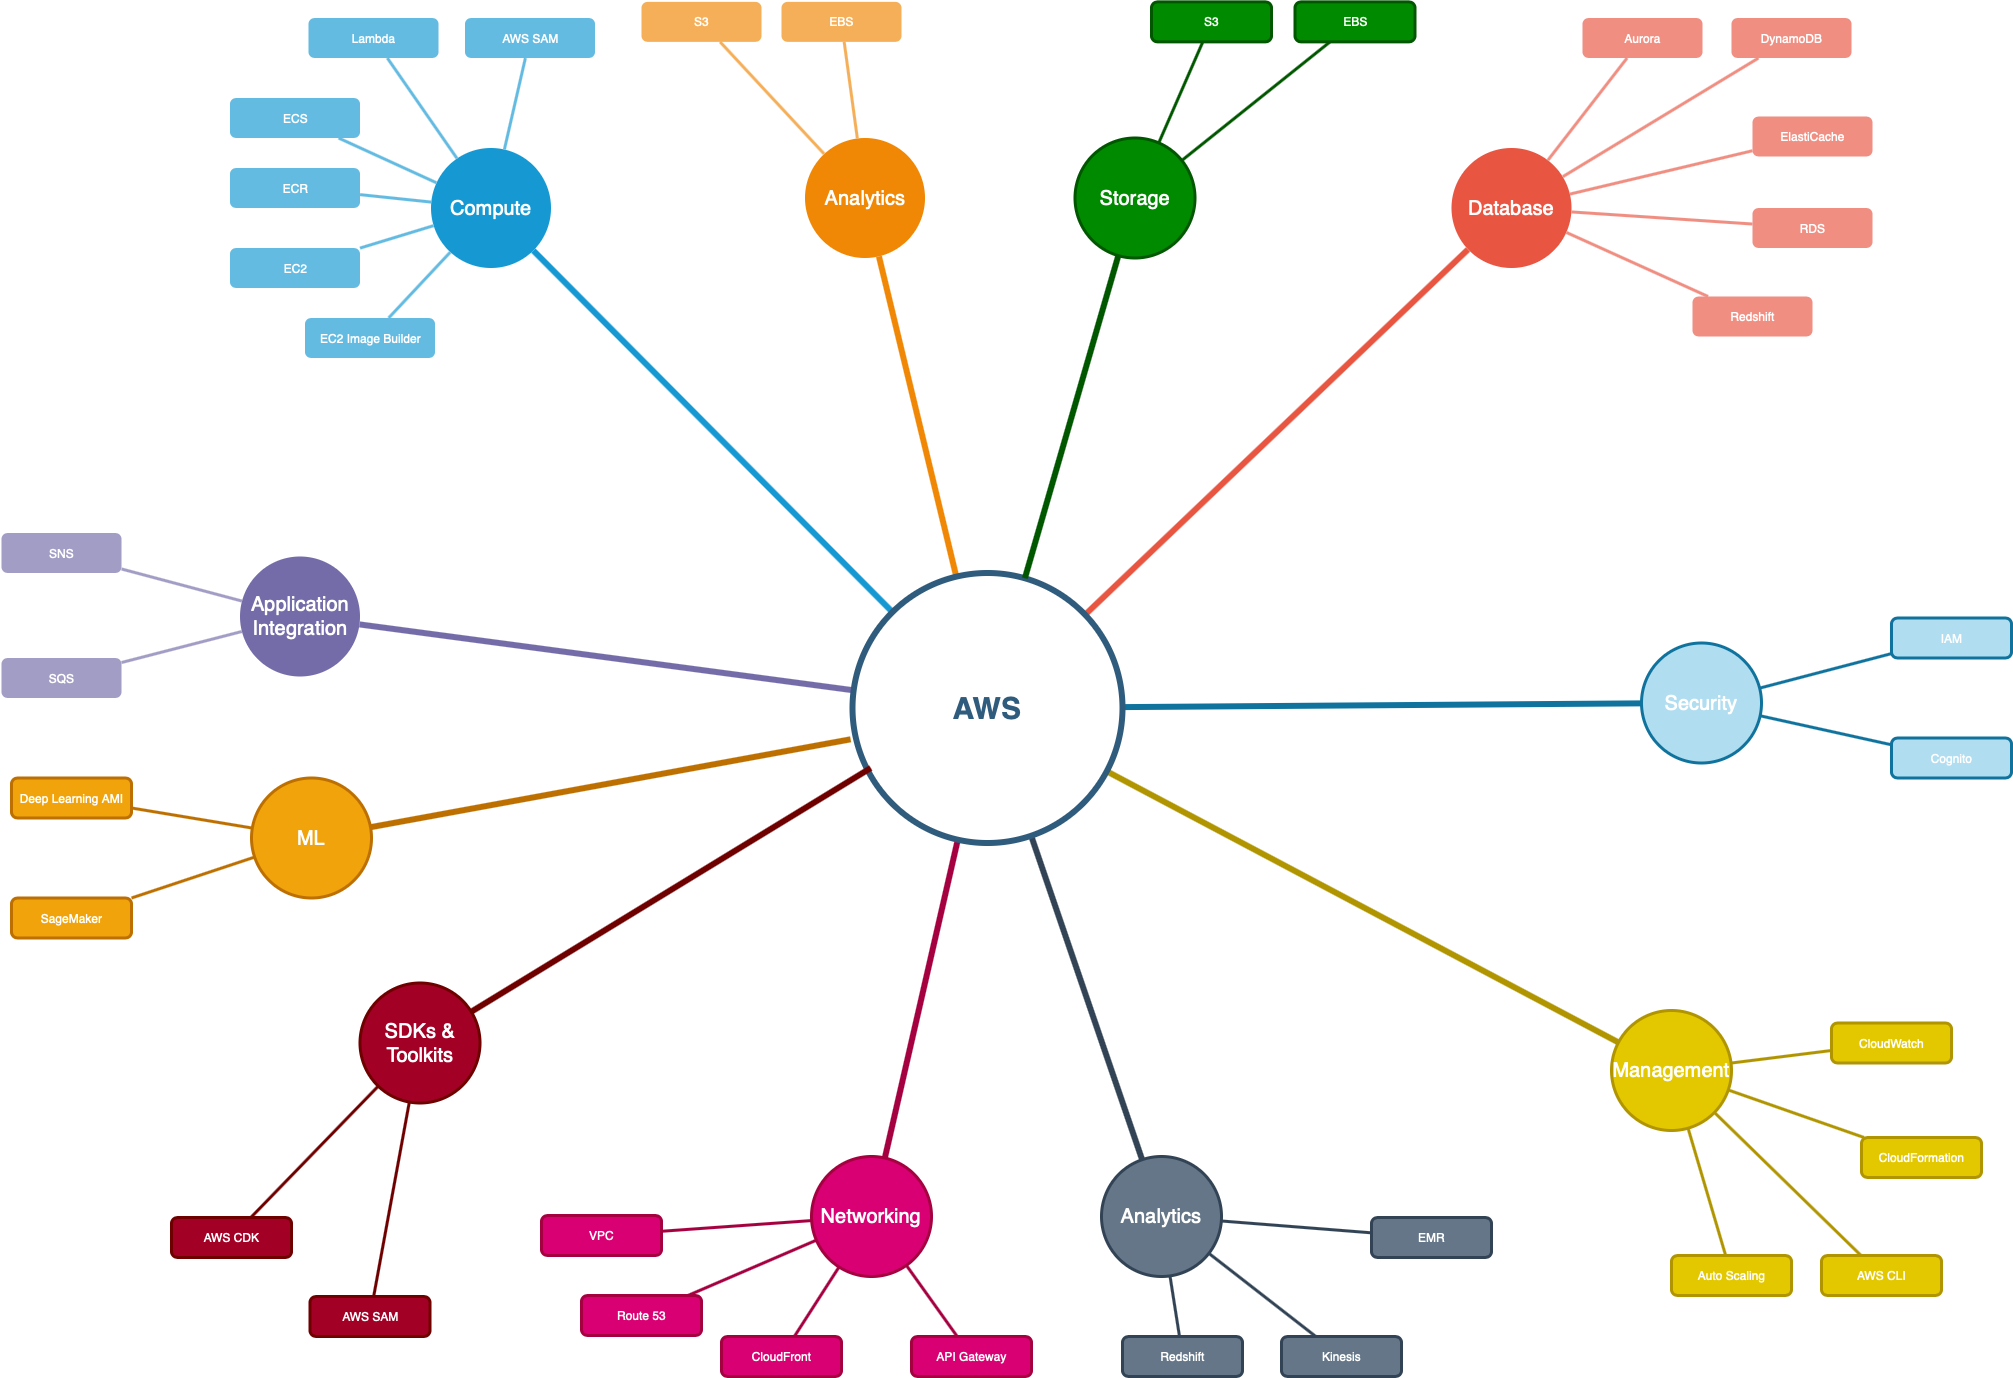 S3
EBS
S3
EBS
Lambda
AWS SAM
Aurora
DynamoDB
ECS
ElastiCache
ECR
Compute
Analytics
Storage
Database
RDS
EC2
Redshift
EC2 Image Builder
SNS
Application
Integration
SQS
IAM
AWS
Security
Cognito
Deep Learning AMI
ML
SageMaker
SDKs &
Toolkits
CloudWatch
Management
CloudFormation
AWS CDK
VPC
Networking
Analytics
EMR
Auto Scaling
AWS CLI
AWS SAM
Route 53
CloudFront
API Gateway
Redshift
Kinesis